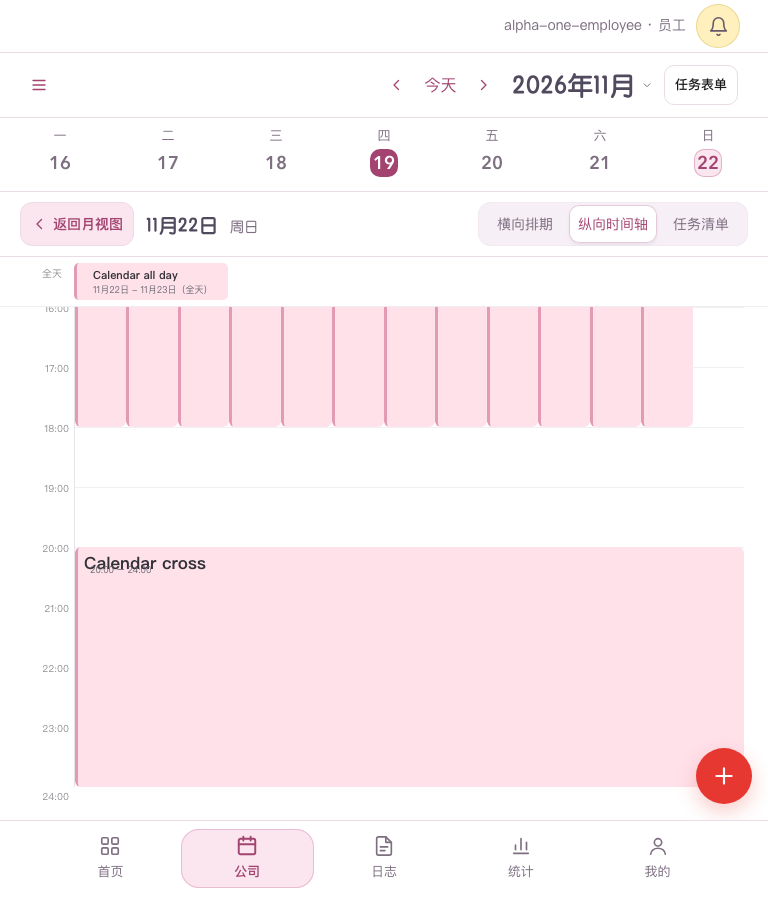 alpha-one-employee · 员工
今天
2026年11月
任务表单
一 二 三 四 五 六 日
16 17 18 19 20 21 22
返回月视图
11月22日 周日
横向排期 纵向时间轴 任务清单
全天
Calendar all day
11月22日 – 11月23日 (全天)
16:00
17:00
18:00
19:00
20:00
Calendar cross
20:00 – 24:00
21:00
22:00
23:00
24:00
首页 公司 日志 统计 我的